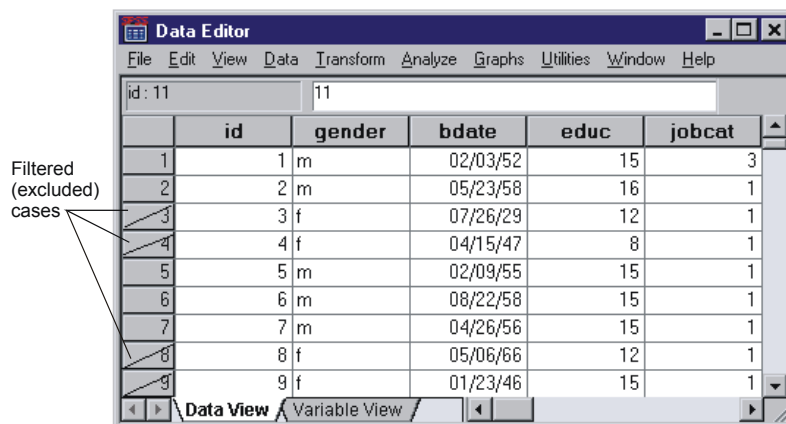 SPSS Data Editor
File Edit View Data Transform Analyze Graphs Utilities Window Help
id : 11 11
id gender bdate educ jobcat
1 1 m 02/03/52 15 3
2 2 m 05/23/58 16 1
Filtered
(excluded)
cases
3 3 f 07/26/29 12 1
4 4 f 04/15/47 8 1
5 5 m 02/09/55 15 1
6 6 m 08/22/58 15 1
7 7 m 04/26/56 15 1
8 8 f 05/06/66 12 1
9 9 f 01/23/46 15 1
Data View Variable View